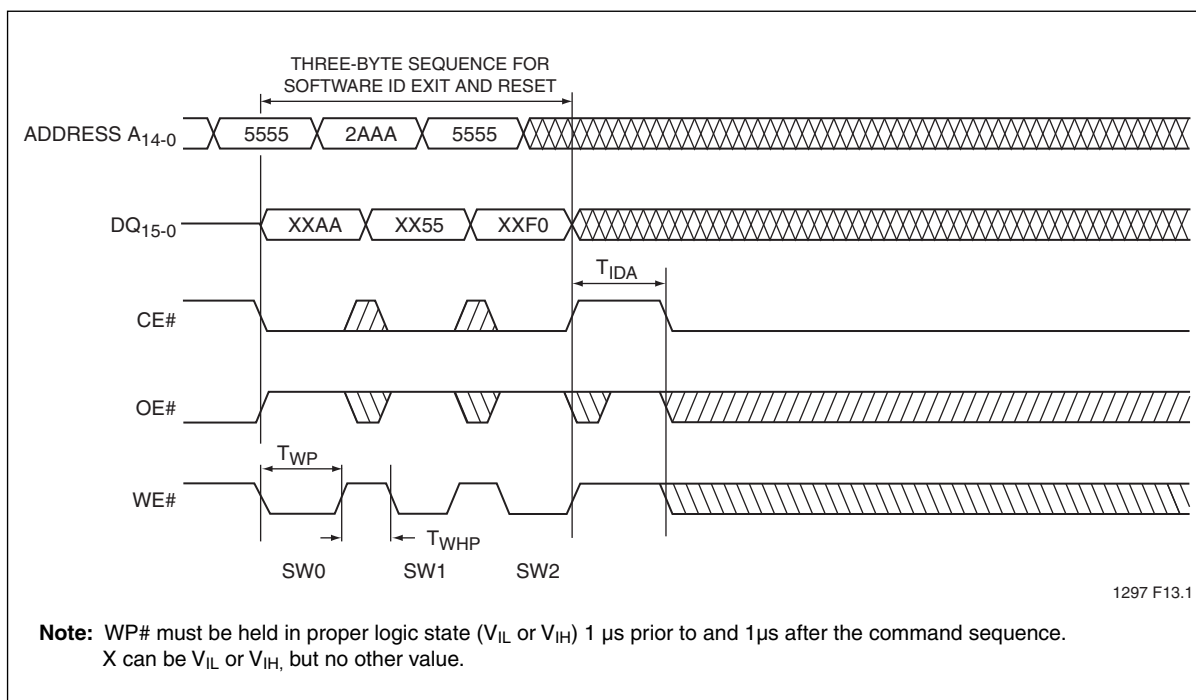 THREE-BYTE SEQUENCE FOR
SOFTWARE ID EXIT AND RESET
ADDRESS A14-0 5555 2AAA 5555
DQ15-0 XXAA XX55 XXF0
TIDA
CE#
OE#
TWP
WE#
TWHP
SW0 SW1 SW2
1297 F13.1
Note: WP# must be held in proper logic state (VIL or VIH) 1 µs prior to and 1µs after the command sequence.
X can be VIL or VIH, but no other value.